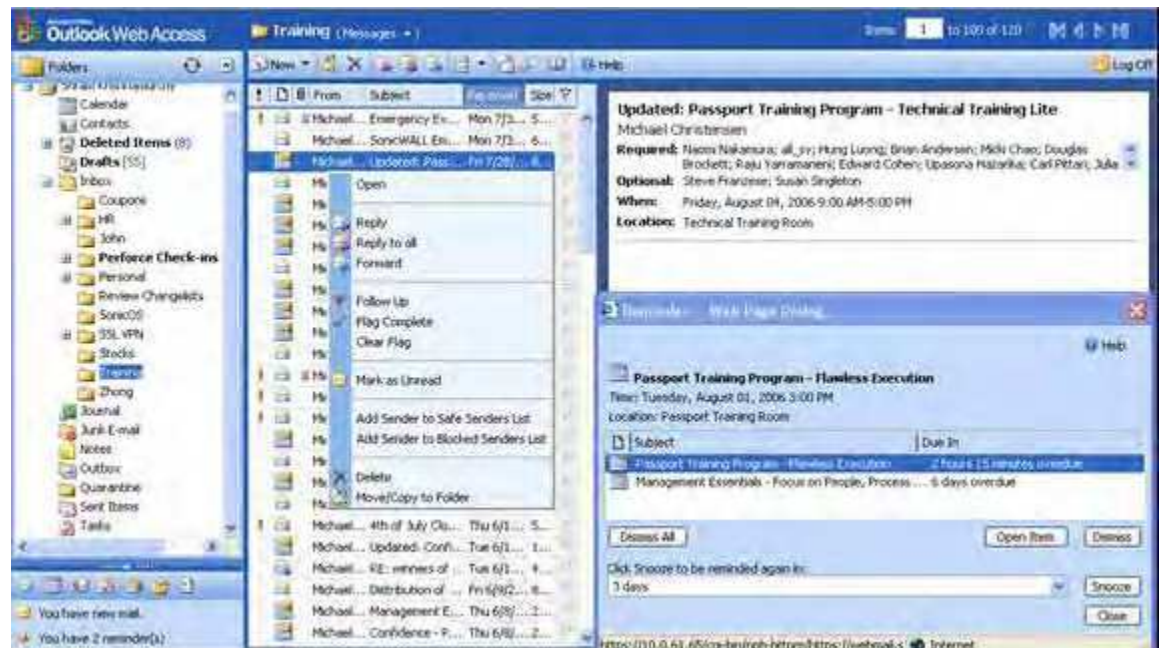 Outlook Web Access
Training (Messages
Items 1 to 100 of 120
Folders
New
Help
Log Off
Calendar
Contacts
Deleted Items (8)
Drafts [55]
Inbox
Coupons
HR
John
Perforce Check-ins
Personal
Review Changelists
SonicOS
SSL VPN
Stocks
Training
Zhong
Journal
Junk E-mail
Notes
Outbox
Quarantine
Sent Items
Tasks
You have new mail.
You have 2 reminder(s)
! From Subject Received Size
Michael... Emergency Ev... Mon 7/3... 5...
Michael... SonicWALL Em... Mon 7/3... 6...
Michael... Updated: Pass... Fri 7/28/... 6...
Open
Reply
Reply to all
Forward
Follow Up
Flag Complete
Clear Flag
Mark as Unread
Add Sender to Safe Senders List
Add Sender to Blocked Senders List
Delete
Move/Copy to Folder
Michael... 4th of July Clo... Thu 6/1... 5...
Michael... Updated: Confi... Tue 6/1... 1...
Michael... RE: winners of ... Tue 6/1... 4...
Michael... Distribution of ... Fri 6/9/2... 8...
Michael... Management E... Thu 6/8/... 2...
Michael... Confidence - P... Thu 6/8/... 2...
Updated: Passport Training Program - Technical Training Lite
Michael Christensen
Required: Naomi Nakamura; all_sv; Hung Luong; Brian Andersen; Micki Chao; Douglas
Brockett; Raju Yarramaneni; Edward Cohen; Upasona Hazarika; Carl Pittari; Julia
Optional: Steve Franzese; Susan Singleton
When: Friday, August 04, 2006 9:00 AM-5:00 PM
Location: Technical Training Room
Reminders -- Web Page Dialog
Help
Passport Training Program - Flawless Execution
Time: Tuesday, August 01, 2006 3:00 PM
Location: Passport Training Room
Subject Due In
Passport Training Program - Flawless Execution 2 hours 15 minutes overdue
Management Essentials - Focus on People, Process ... 6 days overdue
Dismiss All
Open Item
Dismiss
Click Snooze to be reminded again in:
3 days
Snooze
Close
Internet